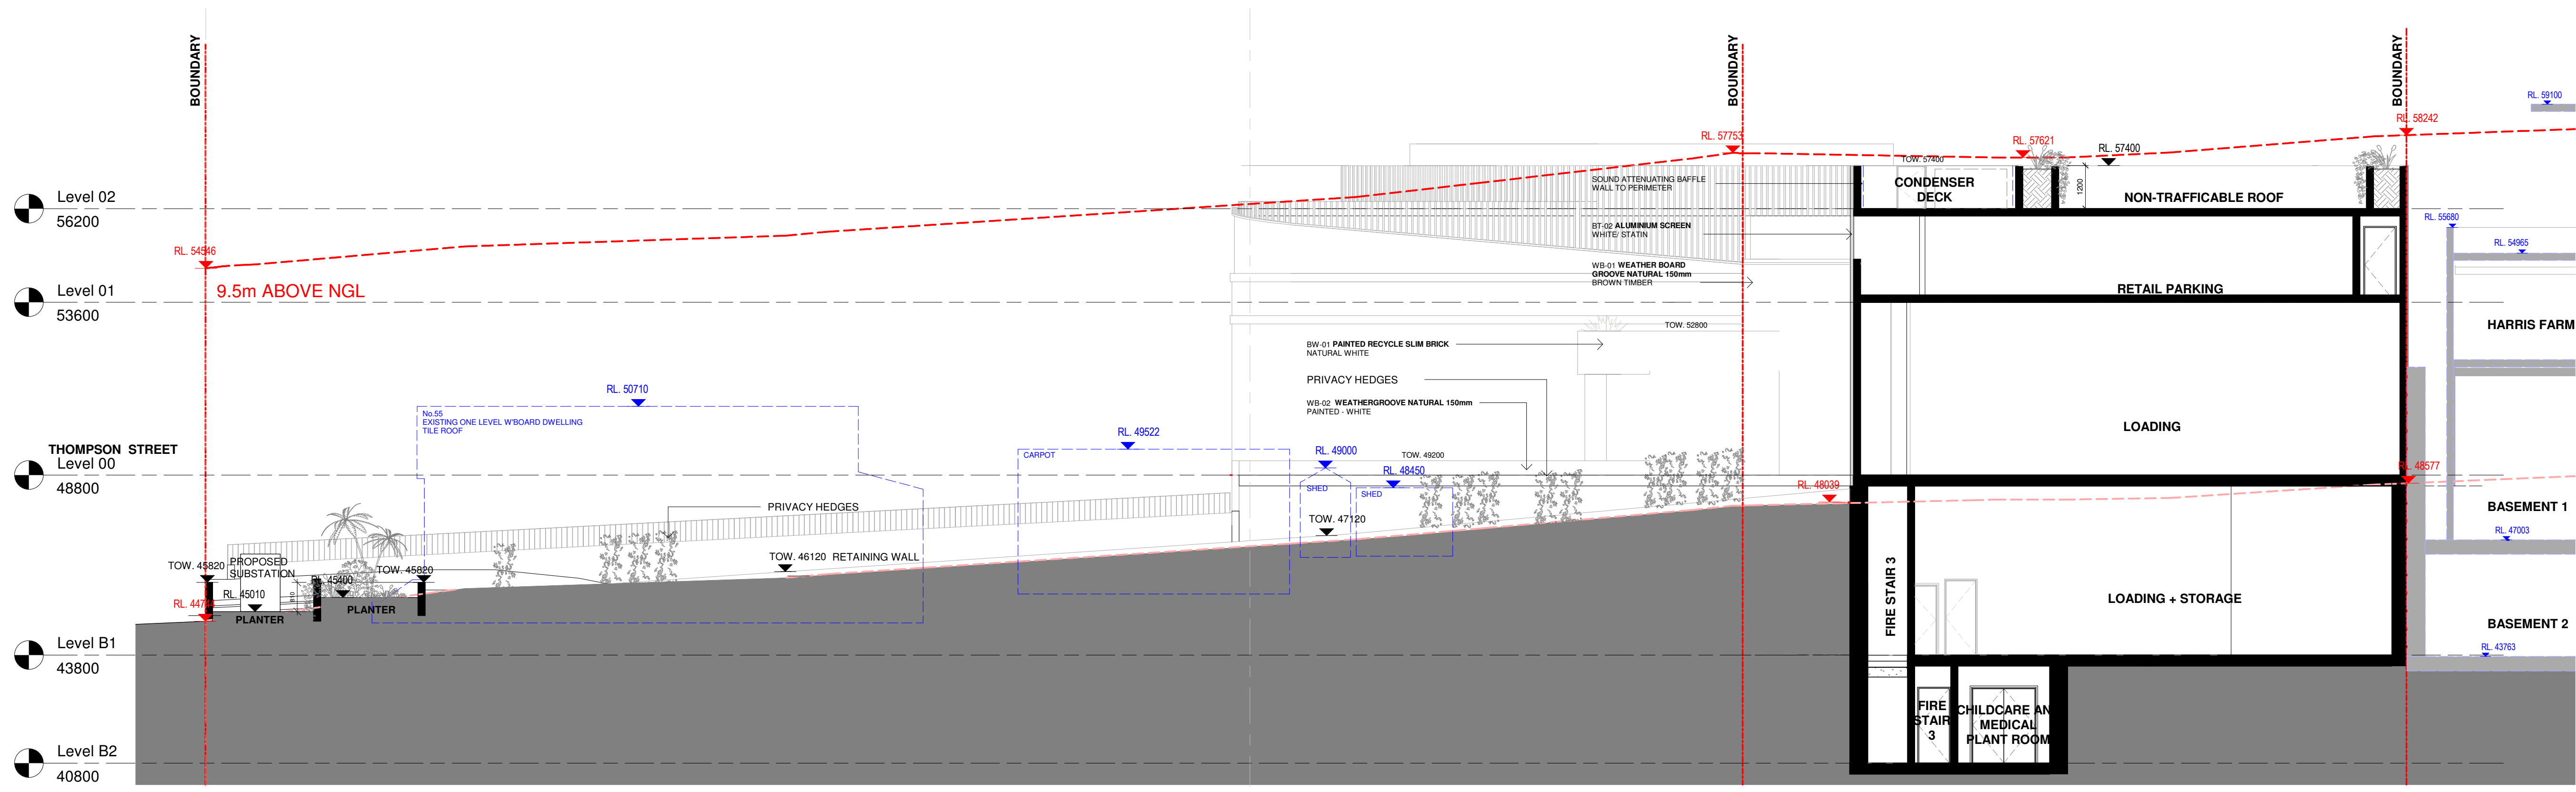 BOUNDARY
BOUNDARY
BOUNDARY
RL. 59100
RL. 58242
RL. 57753
RL. 57621
RL. 57400
TOW. 57400
SOUND ATTENUATING BAFFLE
WALL TO PERIMETER
CONDENSER
DECK
1200
NON-TRAFFICABLE ROOF
Level 02
56200
RL. 55680
BT-02 ALUMINIUM SCREEN
WHITE/ STATIN
RL. 54965
RL. 54546
9.5m ABOVE NGL
WB-01 WEATHER BOARD
GROOVE NATURAL 150mm
BROWN TIMBER
RETAIL PARKING
Level 01
53600
TOW. 52800
HARRIS FARM
BW-01 PAINTED RECYCLE SLIM BRICK
NATURAL WHITE
PRIVACY HEDGES
RL. 50710
WB-02 WEATHERGROOVE NATURAL 150mm
PAINTED - WHITE
No.55
EXISTING ONE LEVEL W'BOARD DWELLING
TILE ROOF
LOADING
RL. 49522
THOMPSON STREET
Level 00
48800
CARPOT
RL. 49000
TOW. 49200
RL. 48450
RL. 48577
SHED
SHED
RL. 48039
PRIVACY HEDGES
BASEMENT 1
TOW. 47120
RL. 47003
TOW. 46120 RETAINING WALL
TOW. 45820
PROPOSED
SUBSTATION
TOW. 45820
RL. 45400
RL. 45010
810
RL.
PLANTER
PLANTER
FIRE STAIR 3
LOADING + STORAGE
BASEMENT 2
Level B1
43800
RL. 43763
FIRE
STAIR
3
CHILDCARE AN
MEDICAL
PLANT ROOM
Level B2
40800